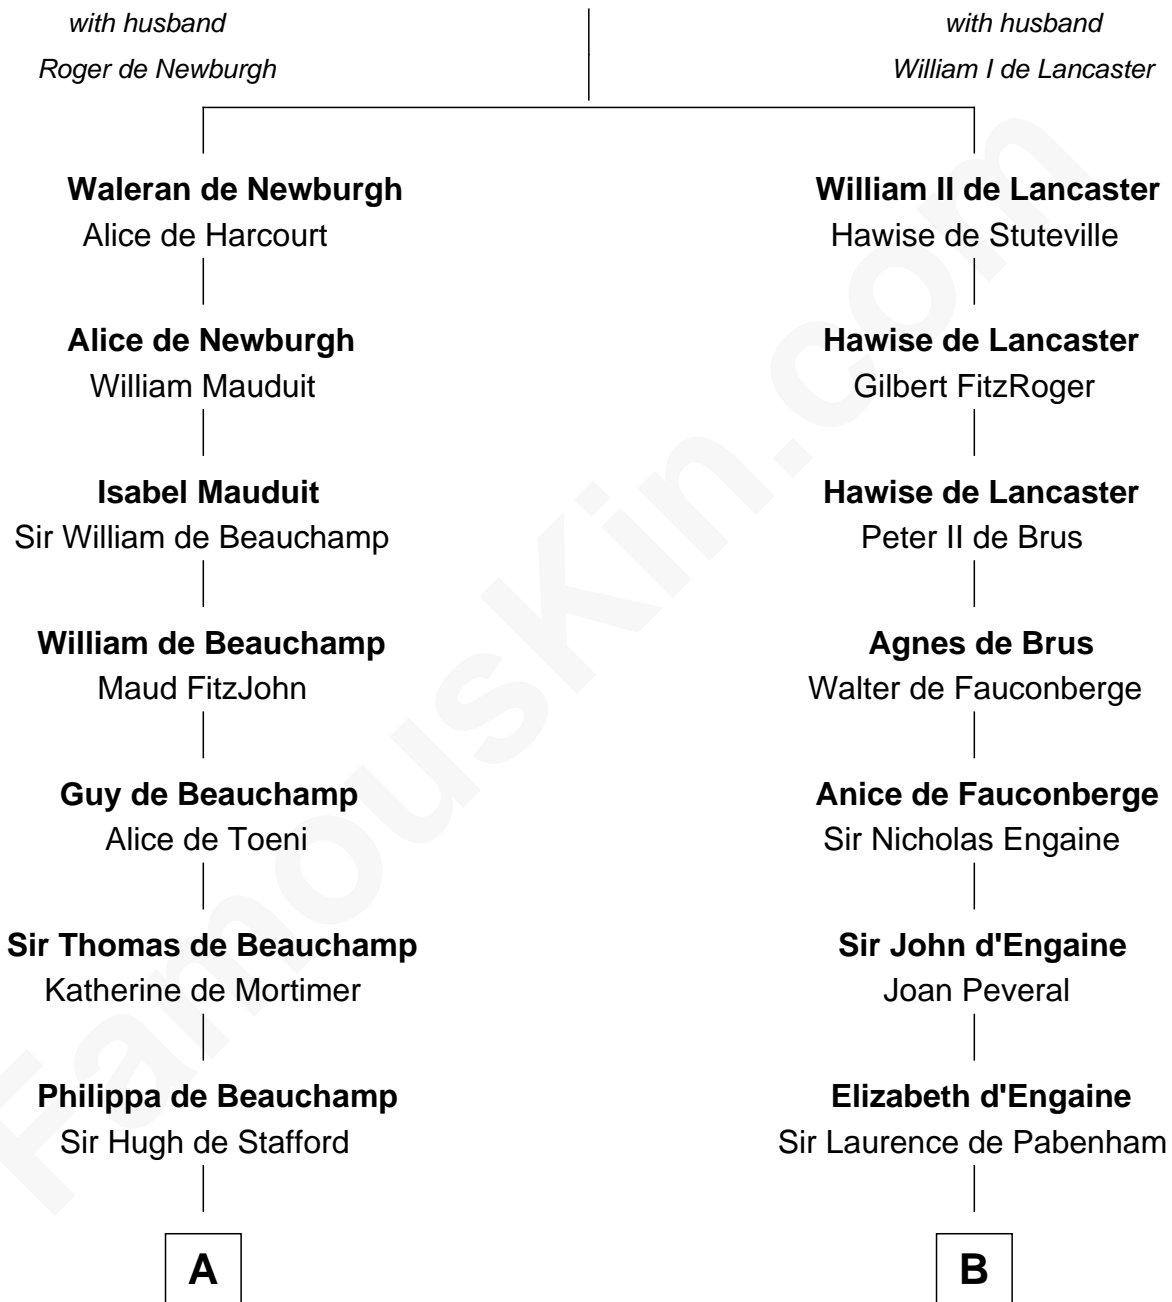 with husband
Roger de Newburgh
with husband
William I de Lancaster
Waleran de Newburgh
Alice de Harcourt
William II de Lancaster
Hawise de Stuteville
Alice de Newburgh
William Mauduit
Hawise de Lancaster
Gilbert FitzRoger
Isabel Mauduit
Sir William de Beauchamp
Hawise de Lancaster
Peter II de Brus
William de Beauchamp
Maud FitzJohn
Agnes de Brus
Walter de Fauconberge
Guy de Beauchamp
Alice de Toeni
Anice de Fauconberge
Sir Nicholas Engaine
Sir Thomas de Beauchamp
Katherine de Mortimer
Sir John d'Engaine
Joan Peveral
Philippa de Beauchamp
Sir Hugh de Stafford
Elizabeth d'Engaine
Sir Laurence de Pabenham
A
B
FamousKin.com